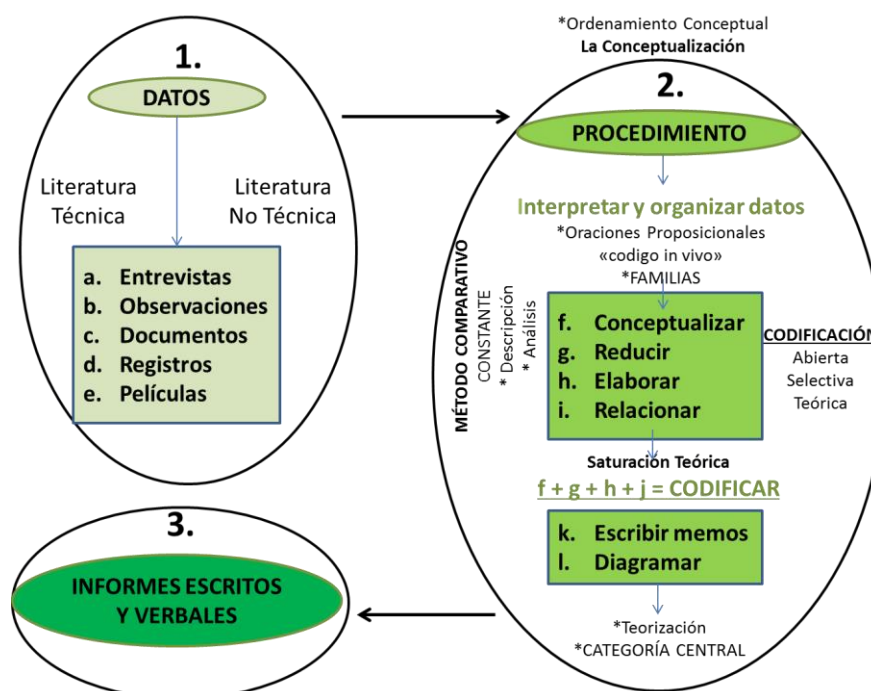 1.
DATOS
Literatura
Técnica
Literatura
No Técnica
a. Entrevistas
b. Observaciones
c. Documentos
d. Registros
e. Películas
*Ordenamiento Conceptual
La Conceptualización
2.
PROCEDIMIENTO
Interpretar y organizar datos
*Oraciones Proposicionales
«codigo in vivo»
*FAMILIAS
MÉTODO COMPARATIVO
CONSTANTE
* Descripción
* Análisis
f. Conceptualizar
g. Reducir
h. Elaborar
i. Relacionar
CODIFICACIÓN
Abierta
Selectiva
Teórica
Saturación Teórica
f + g + h + j = CODIFICAR
k. Escribir memos
l. Diagramar
*Teorización
*CATEGORÍA CENTRAL
3.
INFORMES ESCRITOS
Y VERBALES